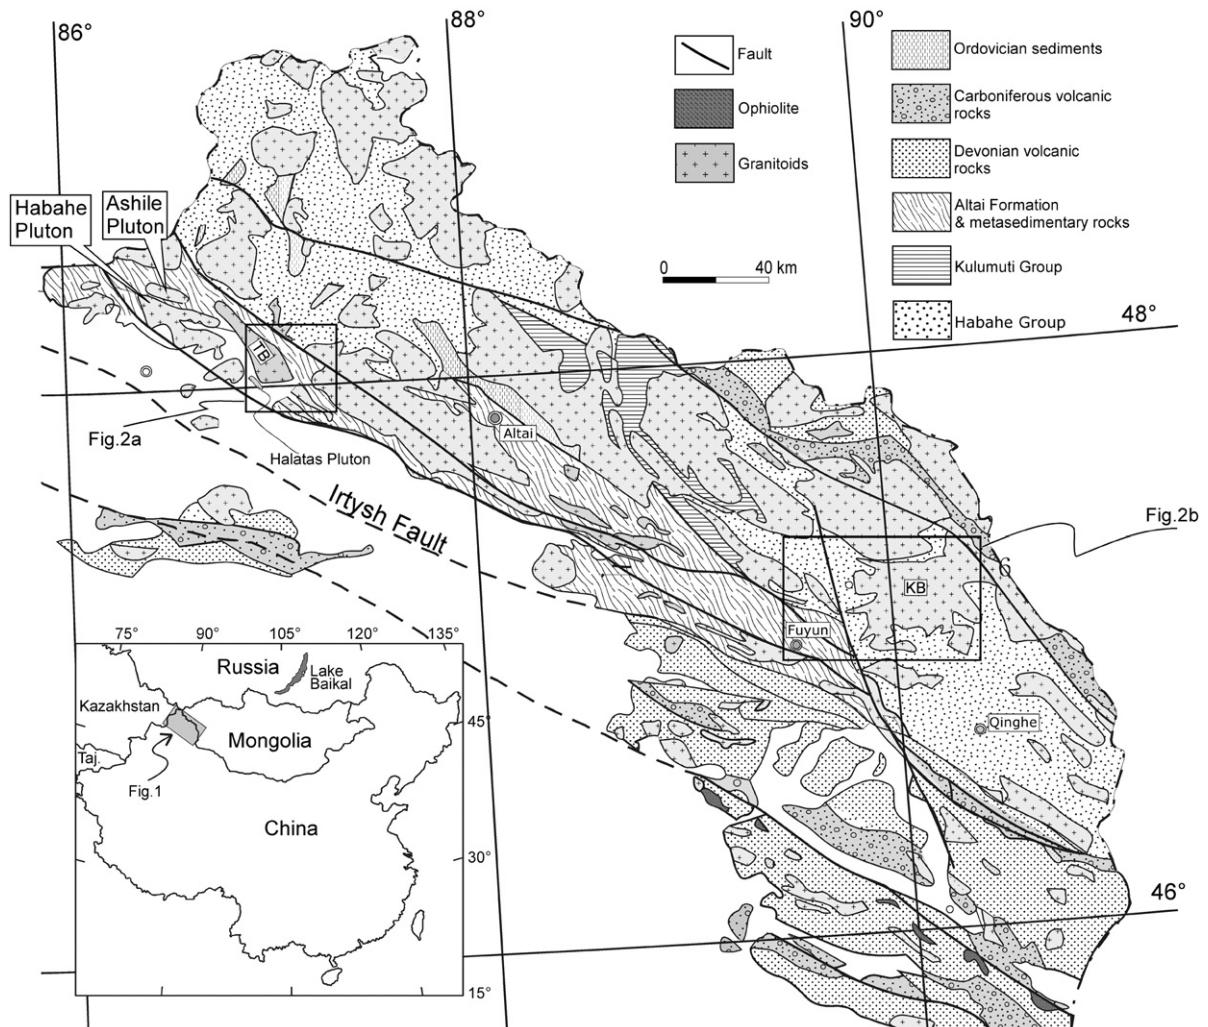 86°
88°
90°
Fault
Ophiolite
Granitoids
Ordovician sediments
Carboniferous volcanic
rocks
Devonian volcanic
rocks
Altai Formation
& metasedimentary rocks
Kulumuti Group
Habahe Group
0 40 km
48°
Habahe
Pluton
Ashile
Pluton
TB
Fig.2a
Altai
Halatas Pluton
Irtysh Fault
Fig.2b
KB
Fuyun
Qinghe
46°
75° 90° 105° 120° 135°
Russia
Lake
Baikal
Kazakhstan
45°
Mongolia
Taj.
Fig.1
China
30°
15°